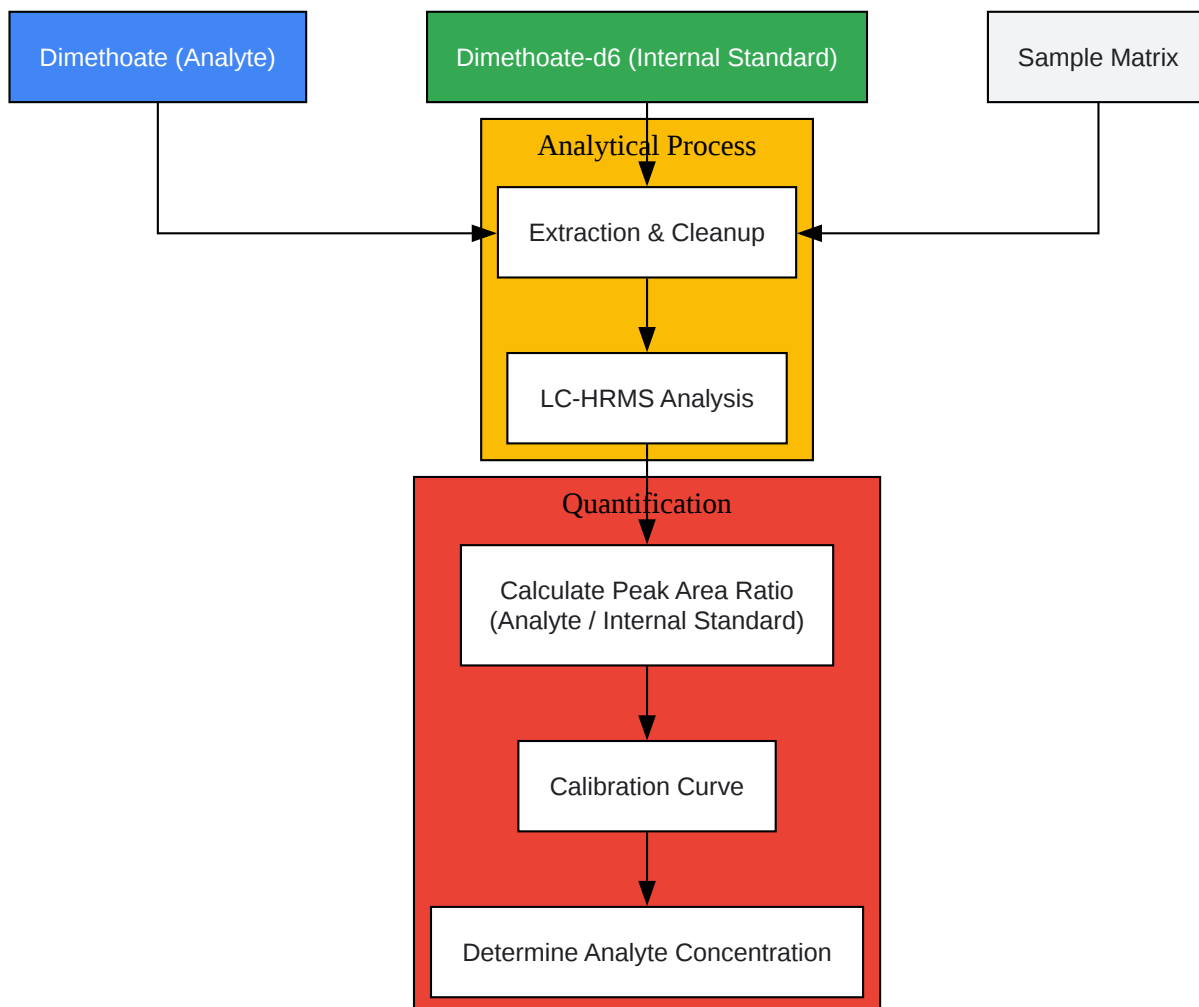 Dimethoate (Analyte)
Dimethoate-d6 (Internal Standard)
Sample Matrix
Analytical Process
Extraction & Cleanup
LC-HRMS Analysis
Quantification
Calculate Peak Area Ratio
(Analyte / Internal Standard)
Calibration Curve
Determine Analyte Concentration